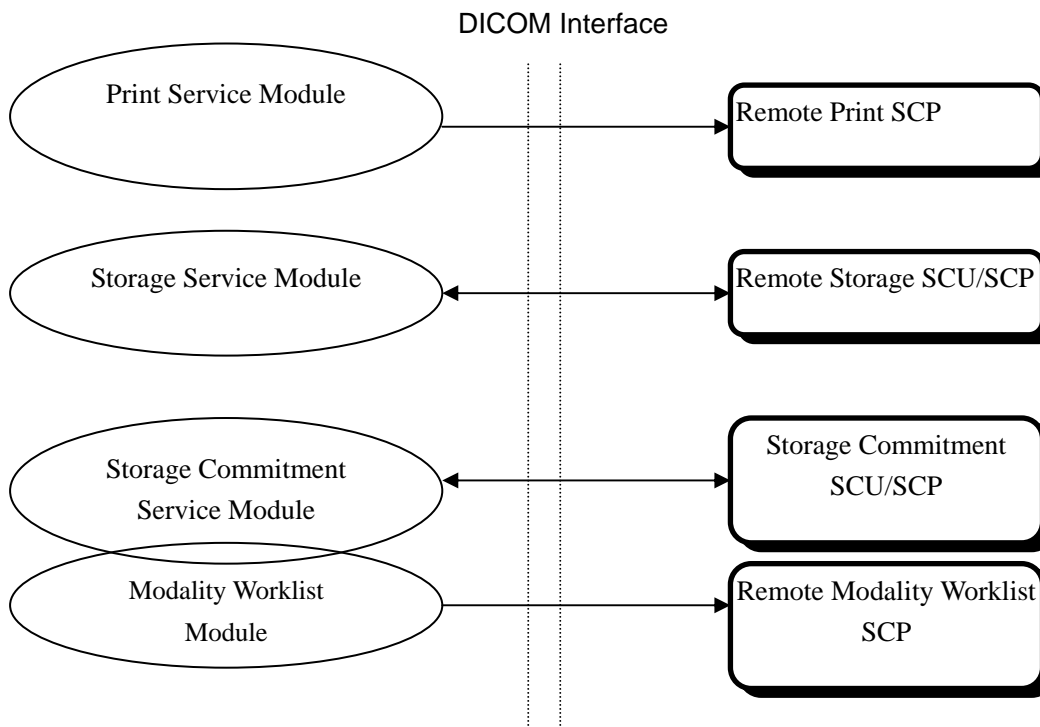 DICOM Interface
Print Service Module
Remote Print SCP
Storage Service Module
Remote Storage SCU/SCP
Storage Commitment
Service Module
Storage Commitment
SCU/SCP
Modality Worklist
Module
Remote Modality Worklist
SCP